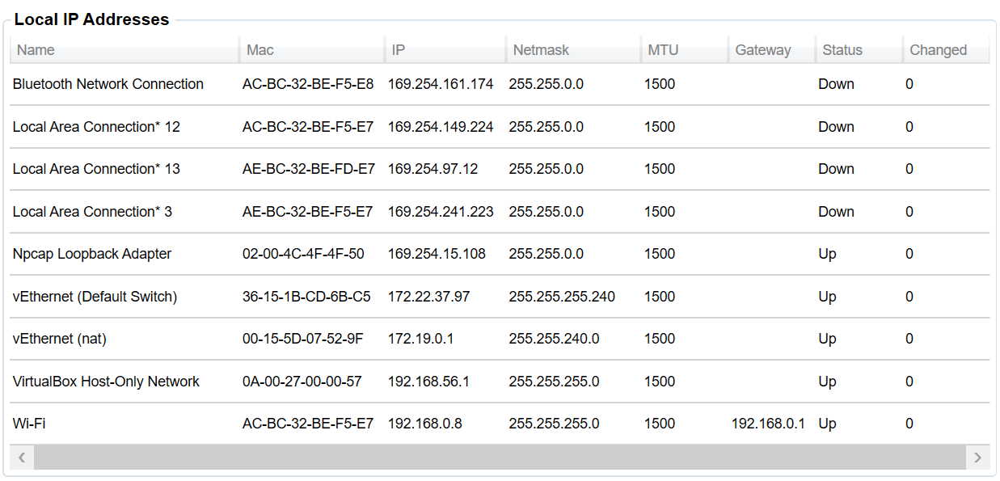 Local IP Addresses
Name Mac IP Netmask MTU Gateway Status Changed
Bluetooth Network Connection AC-BC-32-BE-F5-E8 169.254.161.174 255.255.0.0 1500 Down 0
Local Area Connection* 12 AC-BC-32-BE-F5-E7 169.254.149.224 255.255.0.0 1500 Down 0
Local Area Connection* 13 AE-BC-32-BE-FD-E7 169.254.97.12 255.255.0.0 1500 Down 0
Local Area Connection* 3 AE-BC-32-BE-F5-E7 169.254.241.223 255.255.0.0 1500 Down 0
Npcap Loopback Adapter 02-00-4C-4F-4F-50 169.254.15.108 255.255.0.0 1500 Up 0
vEthernet (Default Switch) 36-15-1B-CD-6B-C5 172.22.37.97 255.255.255.240 1500 Up 0
vEthernet (nat) 00-15-5D-07-52-9F 172.19.0.1 255.255.240.0 1500 Up 0
VirtualBox Host-Only Network 0A-00-27-00-00-57 192.168.56.1 255.255.255.0 1500 Up 0
Wi-Fi AC-BC-32-BE-F5-E7 192.168.0.8 255.255.255.0 1500 192.168.0.1 Up 0